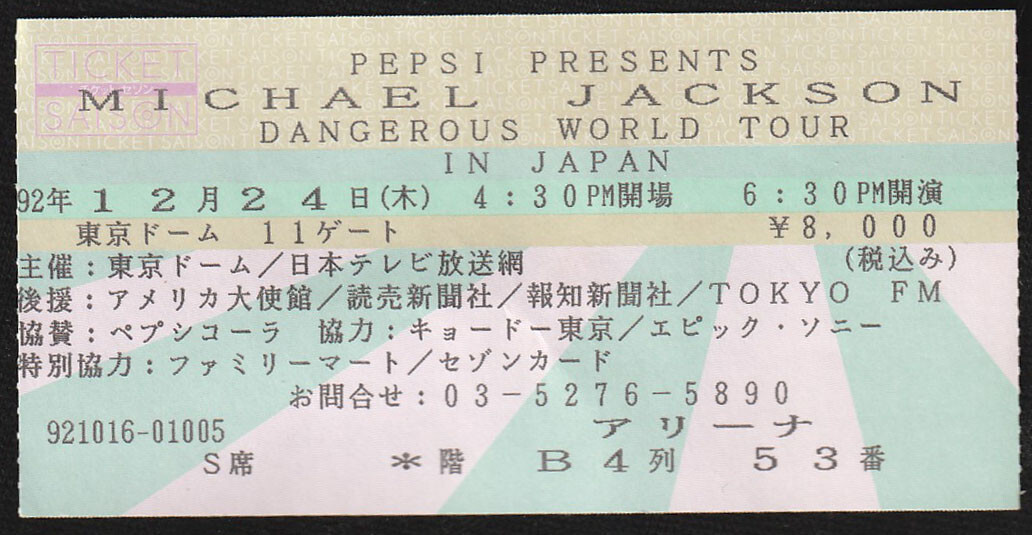 TICKET
チケットセゾン
SAISON
PEPSI PRESENTS
MICHAEL JACKSON
DANGEROUS WORLD TOUR
IN JAPAN
92年12月24日(木) 4:30PM開場 6:30PM開演
東京ドーム 11ゲート ¥8,000
主催:東京ドーム/日本テレビ放送網 (税込み)
後援:アメリカ大使館/読売新聞社/報知新聞社/TOKYO FM
協賛:ペプシコーラ 協力:キョードー東京/エピック・ソニー
特別協力:ファミリーマート/セゾンカード
お問合せ:03-5276-5890
921016-01005 アリーナ
S席 *階 B4列 53番